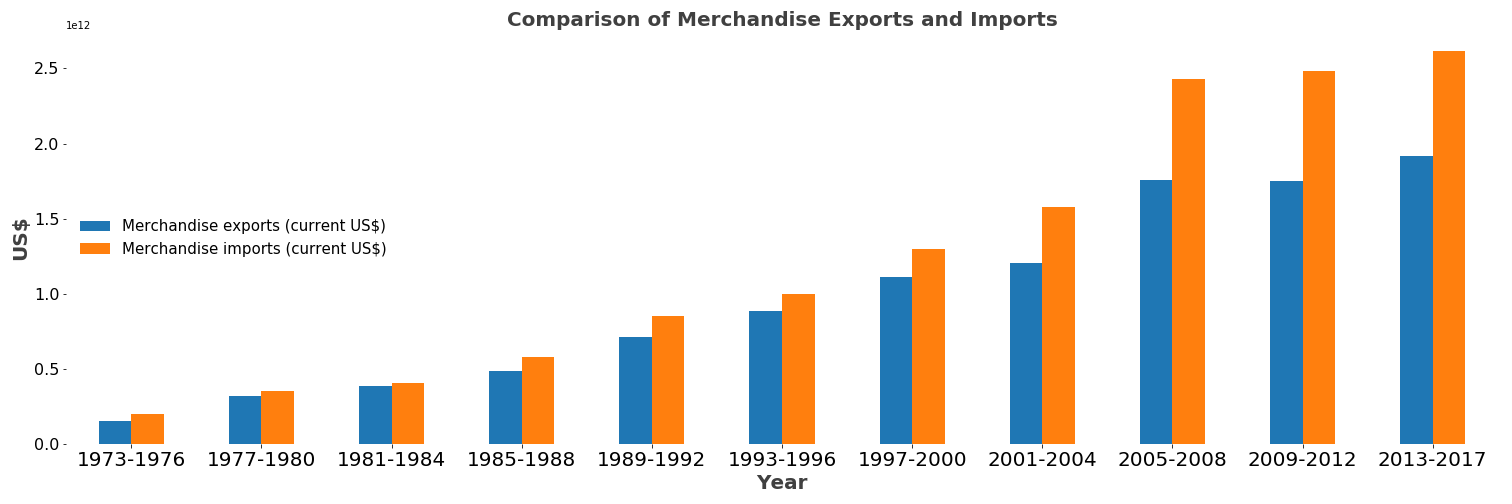 Comparison of Merchandise Exports and Imports
1e12
2.5
2.0
1.5
1.0
0.5
0.0
US$
Merchandise exports (current US$)
Merchandise imports (current US$)
1973-1976 1977-1980 1981-1984 1985-1988 1989-1992 1993-1996 1997-2000 2001-2004 2005-2008 2009-2012 2013-2017
Year